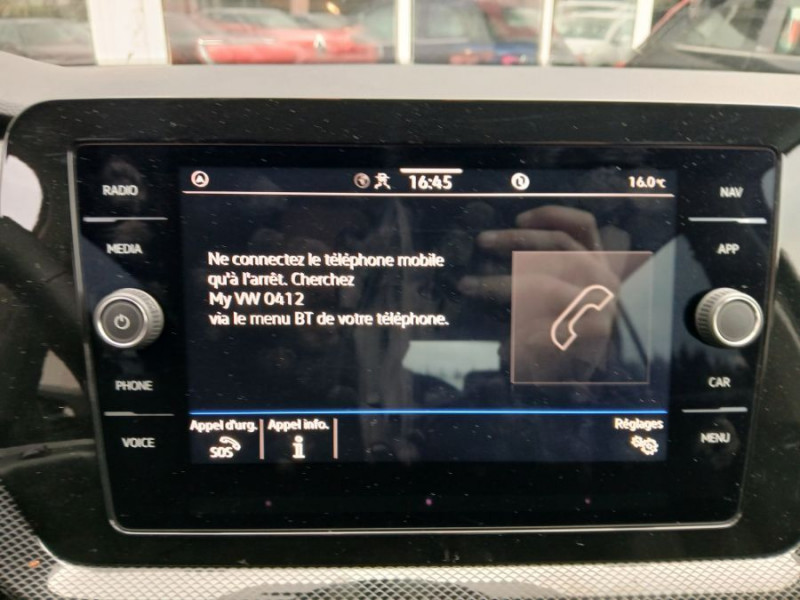 RADIO
16:45
16.0°C
NAV
MEDIA
APP
Ne connectez le téléphone mobile
qu'à l'arrêt. Cherchez
My VW 0412
via le menu BT de votre téléphone.
PHONE
CAR
Appel d'urg.
Appel info.
Réglages
VOICE
SOS
i
MENU